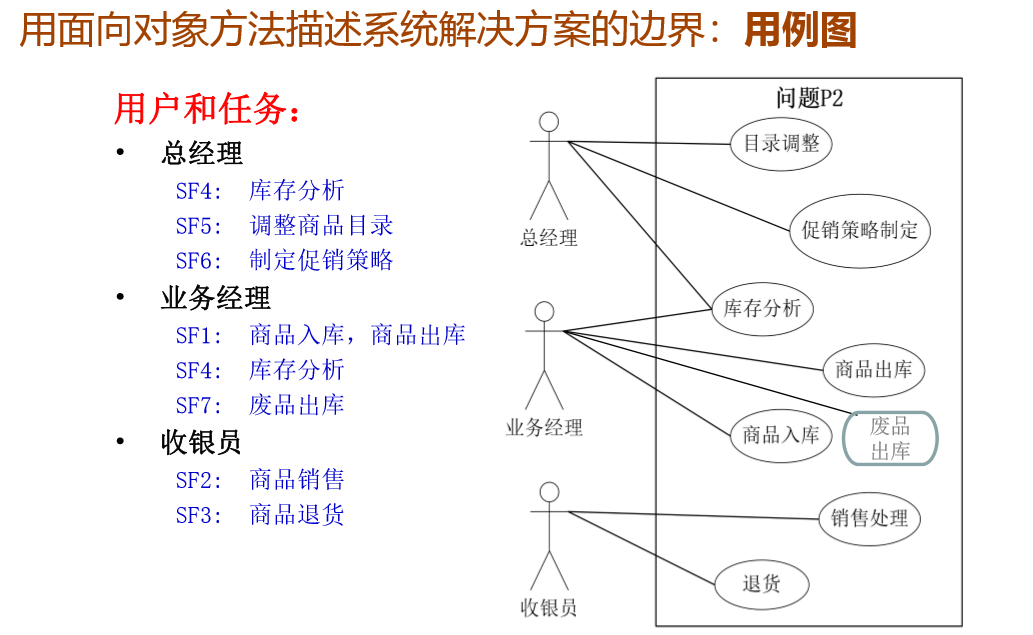 用面向对象方法描述系统解决方案的边界：用例图
用户和任务：
• 总经理
SF4: 库存分析
SF5: 调整商品目录
SF6: 制定促销策略
• 业务经理
SF1: 商品入库，商品出库
SF4: 库存分析
SF7: 废品出库
• 收银员
SF2: 商品销售
SF3: 商品退货
问题P2
目录调整
促销策略制定
总经理
库存分析
商品出库
业务经理
商品入库
废品
出库
销售处理
退货
收银员